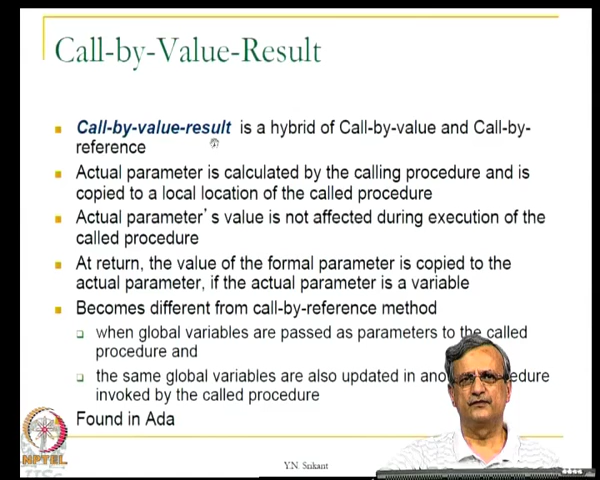 Call-by-Value-Result
Call-by-value-result is a hybrid of Call-by-value and Call-by-
reference
Actual parameter is calculated by the calling procedure and is
copied to a local location of the called procedure
Actual parameter's value is not affected during execution of the
called procedure
At return, the value of the formal parameter is copied to the
actual parameter, if the actual parameter is a variable
Becomes different from call-by-reference method
when global variables are passed as parameters to the called
procedure and
the same global variables are also updated in
invoked by the called procedure
Found in Ada
NPTEL
Y.N. Srikant